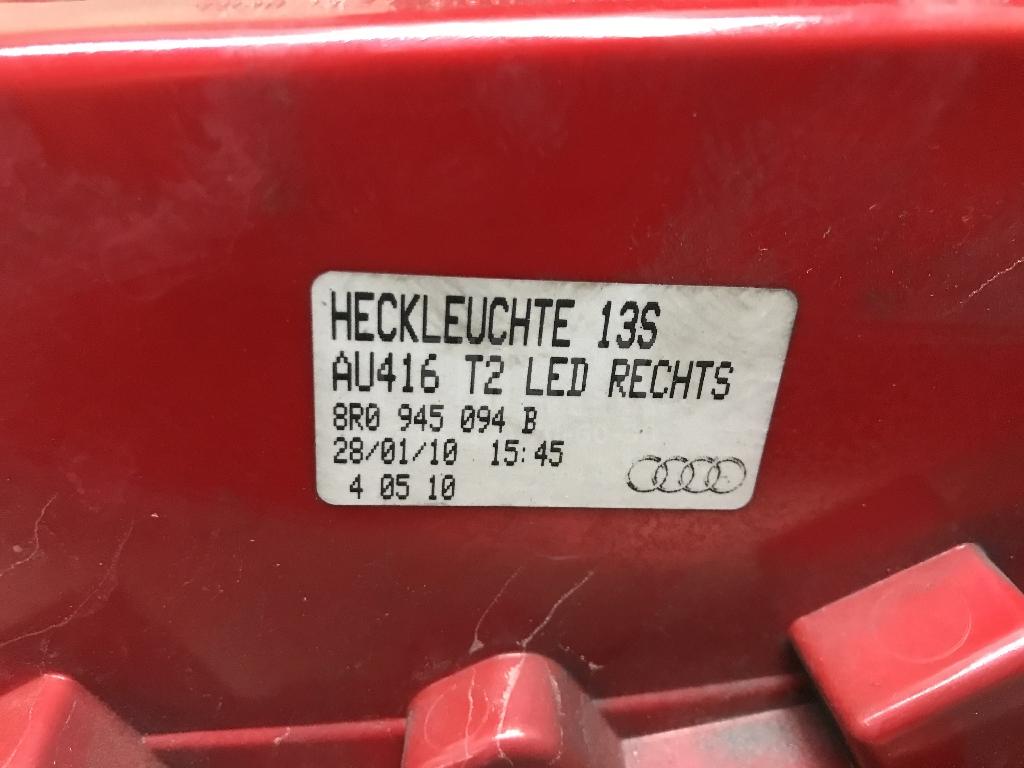 HECKLEUCHTE 13S
AU416 T2 LED RECHTS
8R0 945 094 B
28/01/10 15:45
4 05 10